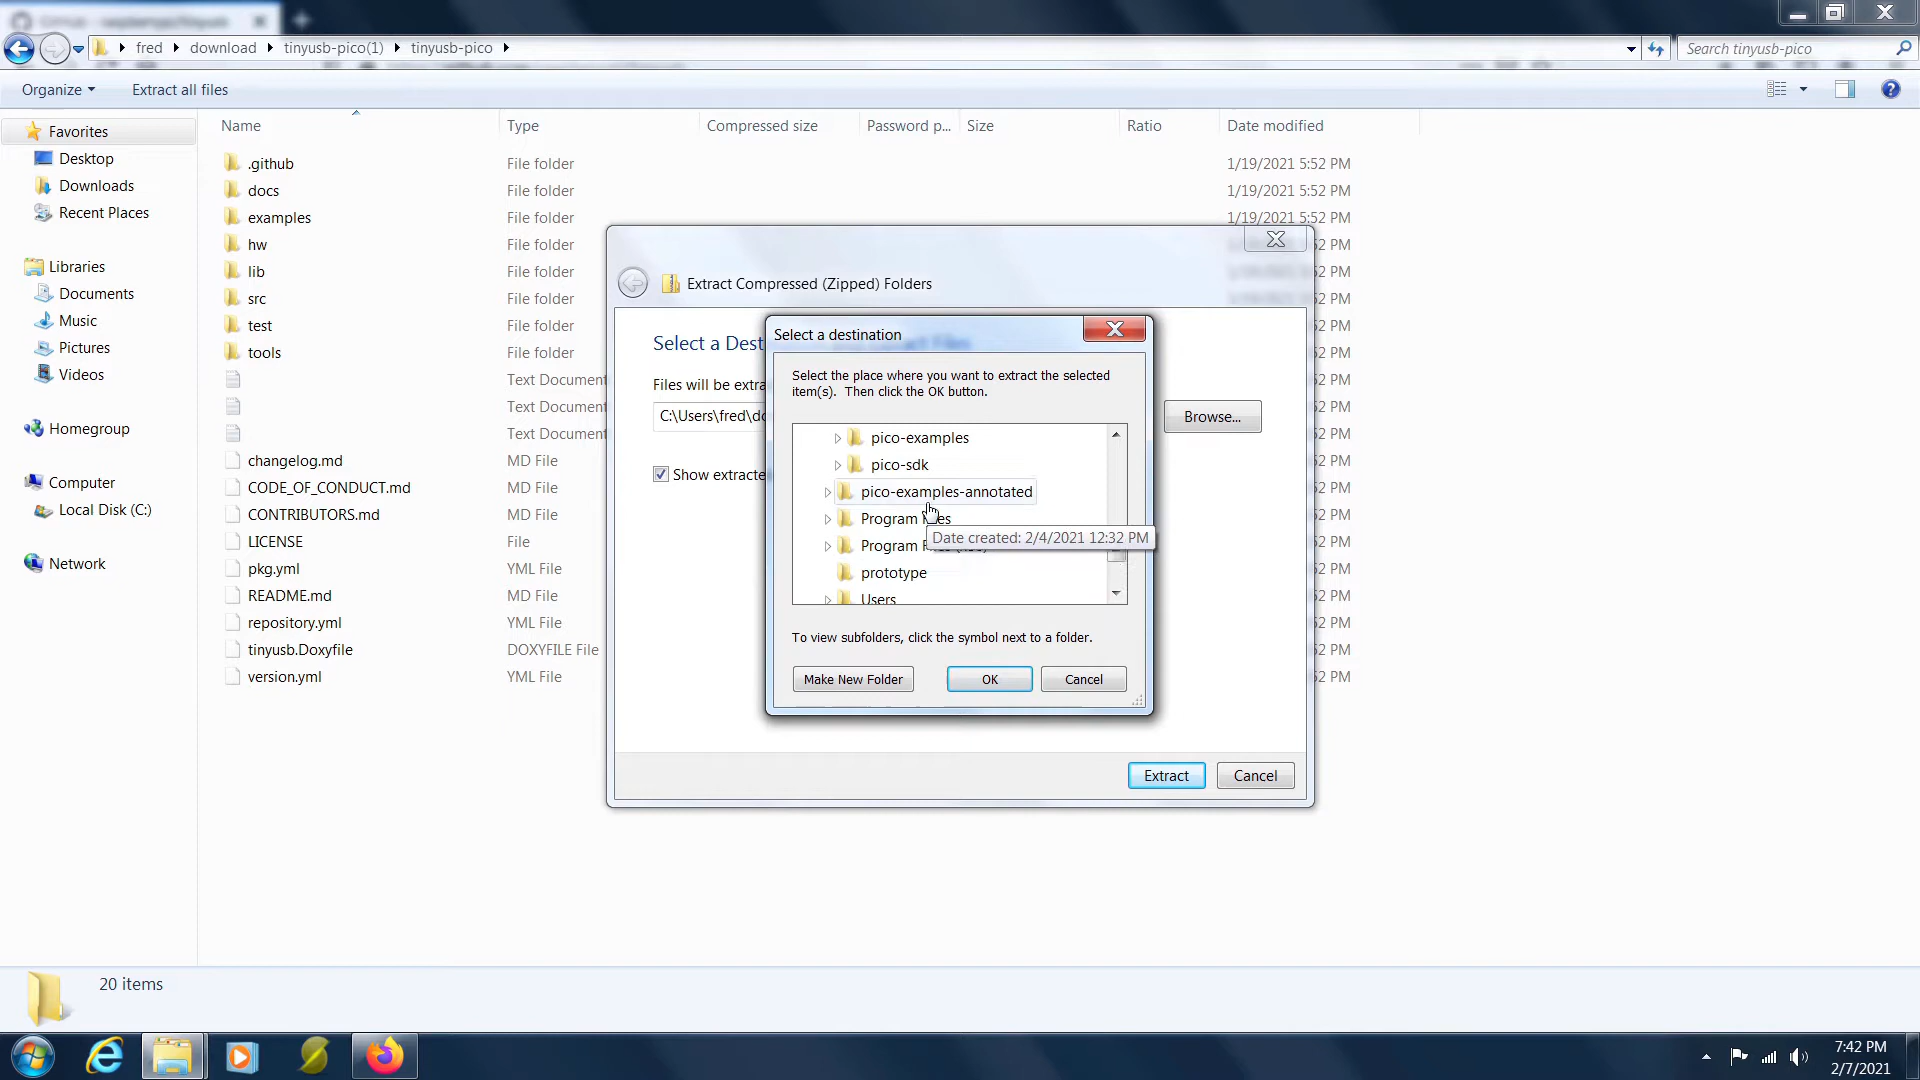 fred
download
tinyusb-pico(1)
tinyusb-pico
Search tinyusb-pico
Organize
Extract all files
Name
Type
Compressed size
Password p...
Size
Ratio
Date modified
Favorites
Desktop
Downloads
Recent Places
Libraries
Documents
Music
Pictures
Videos
Homegroup
Computer
Local Disk (C:)
Network
.github File folder 1/19/2021 5:52 PM
docs File folder 1/19/2021 5:52 PM
examples File folder 1/19/2021 5:52 PM
hw File folder 52 PM
lib File folder 52 PM
src File folder 52 PM
test File folder 52 PM
tools File folder 52 PM
Text Document 52 PM
Text Document 52 PM
Text Document 52 PM
changelog.md MD File 52 PM
CODE_OF_CONDUCT.md MD File 52 PM
CONTRIBUTORS.md MD File 52 PM
LICENSE File 52 PM
pkg.yml YML File 52 PM
README.md MD File 52 PM
repository.yml YML File 52 PM
tinyusb.Doxyfile DOXYFILE File 52 PM
version.yml YML File 52 PM
Extract Compressed (Zipped) Folders
Select a Dest
Files will be extra
C:\Users\fred\do
Browse...
Show extracte
Extract
Cancel
Select a destination
Select the place where you want to extract the selected
item(s). Then click the OK button.
pico-examples
pico-sdk
pico-examples-annotated
Program Files
Program F
Date created: 2/4/2021 12:32 PM
prototype
Users
To view subfolders, click the symbol next to a folder.
Make New Folder
OK
Cancel
20 items
7:42 PM
2/7/2021